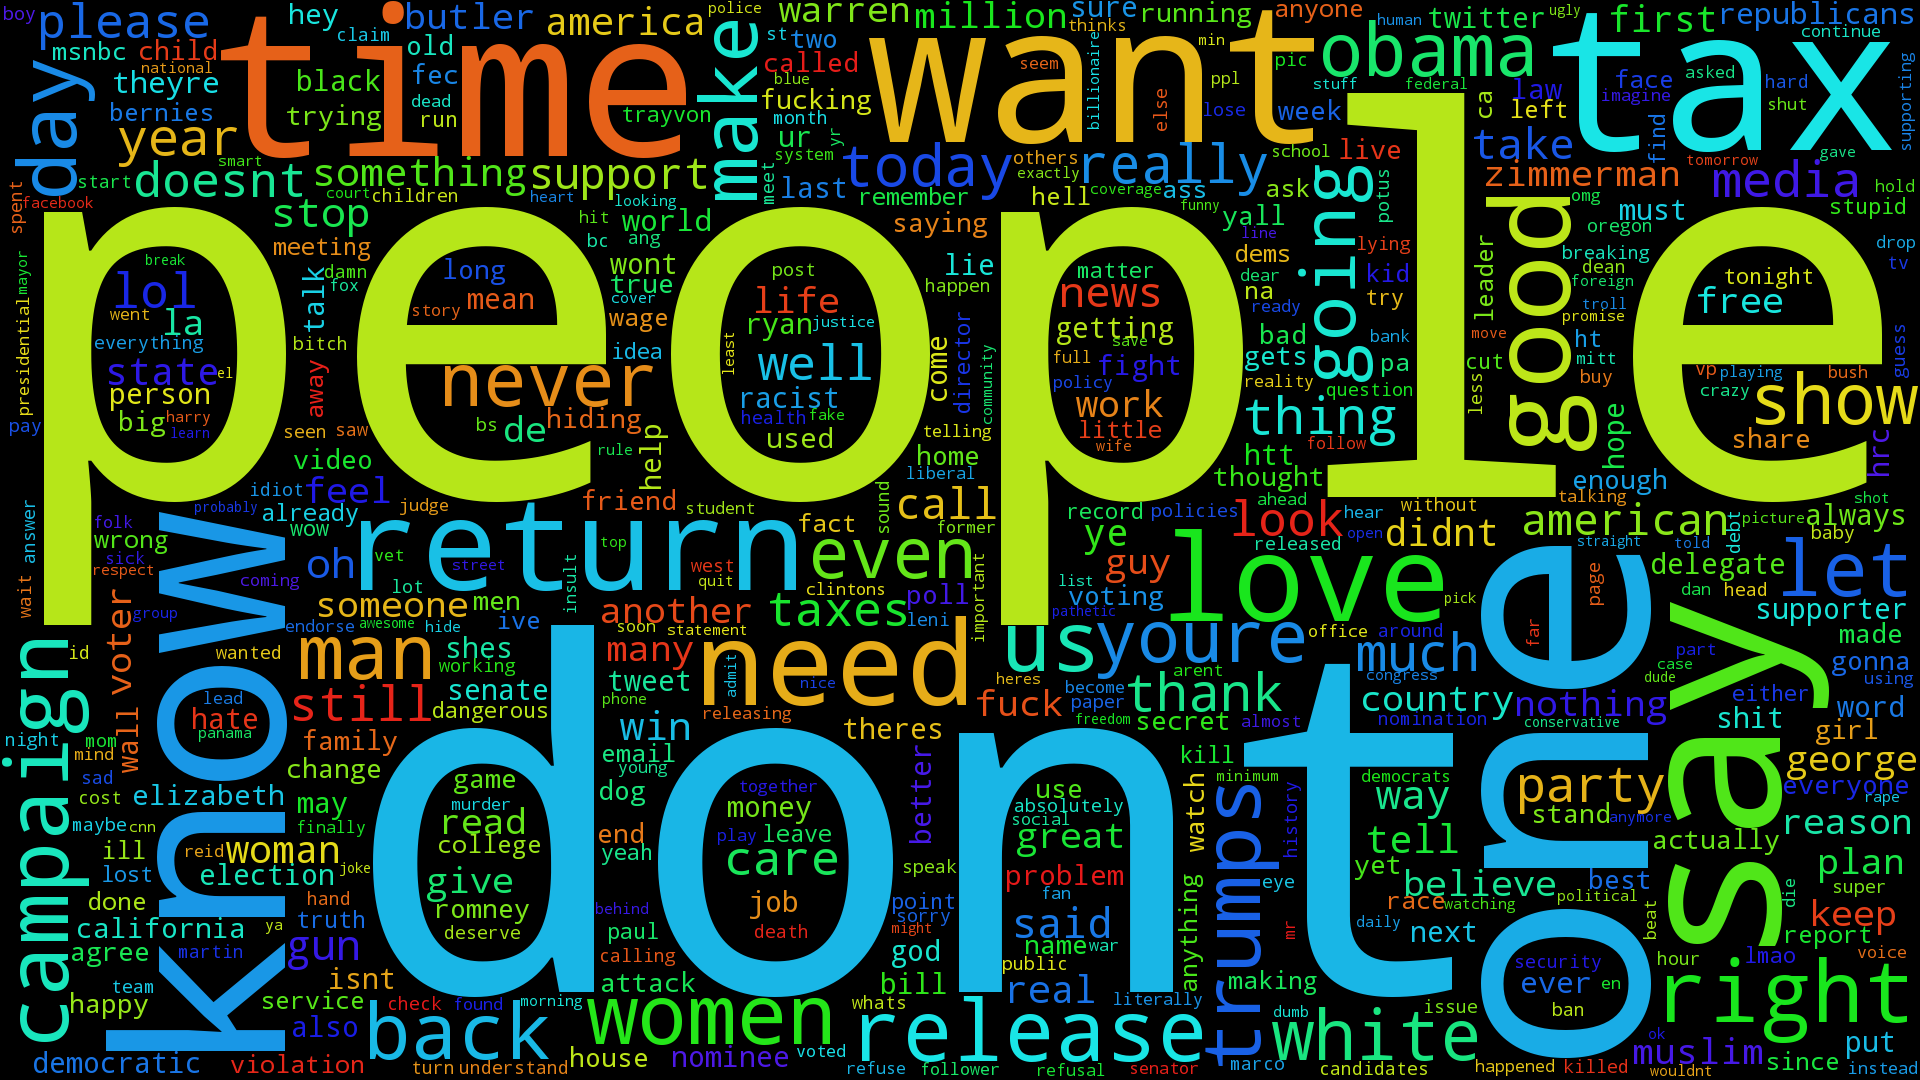 people
dont
time
want
tax
know
one
say
return
love
need
good
campaign
release
trumps
women
white
right
back
never
obama
show
make
day
today
really
going
thing
media
even
us
youre
let
man
still
much
party
thank
care
well
please
butler
america
warren
million
sure
running
anyone
twitter
first
republicans
boy
hey
claim
msnbc
child
old
police
st
two
called
thinks
min
ppl
pic
human
ugly
continue
national
theyre
bernies
black
trying
fec
dead
run
trayvon
blue
fucking
month
ur
yr
system
seem
billionaire
else
lose
week
stuff
federal
ca
law
left
face
imagine
asked
hard
shut
supporting
find
year
doesnt
something
support
start
smart
court
children
heart
looking
meet
last
others
exactly
remember
hell
coverage
ass
school
ask
live
potus
take
zimmerman
tomorrow
gave
hold
stupid
omg
must
oregon
spent
facebook
stop
meeting
damn
fox
hit
bc
ang
world
wont
true
saying
lie
happen
funny
yall
line
dems
dear
na
ready
lying
kid
try
leader
breaking
dean
foreign
troll
promise
tonight
free
drop
tv
guess
presidential
mayor
break
lol
went
la
everything
state
el
person
big
harry
learn
talk
bitch
away
long
mean
story
cover
wage
idea
hiding
de
bs
seen
saw
rule
help
post
life
ryan
justice
least
racist
health
fake
used
come
director
community
telling
home
liberal
matter
news
getting
save
full
fight
policy
work
little
wife
bad
gets
reality
bank
pa
question
follow
htt
thought
less
cut
move
ht
mitt
buy
vp
playing
bush
crazy
share
hope
hrc
enough
pay
video
feel
idiot
already
probably
folk
wrong
sick
respect
answer
wait
wow
judge
friend
student
fact
sound
call
former
ahead
record
policies
look
released
hear
open
didnt
without
talking
american
straight
told
debt
picture
always
shot
baby
coming
group
oh
vet
lot
street
top
insult
west
quit
clintons
taxes
poll
leni
important
ye
list
voting
pathetic
guy
pick
page
delegate
dan
head
supporter
made
someone
men
ive
another
endorse
awesome
hide
soon
statement
office
around
far
part
case
dude
gonna
using
id
wall
voter
wanted
lead
hate
panama
shes
working
senate
dangerous
many
tweet
phone
admit
nice
releasing
theres
heres
fuck
become
paper
freedom
arent
secret
almost
congress
country
nomination
nothing
conservative
either
shit
word
girl
night
mom
mind
sad
cost
family
change
win
email
young
dog
kill
minimum
democrats
way
stand
anymore
george
everyone
rape
elizabeth
may
finally
maybe
cnn
game
murder
read
college
give
romney
deserve
end
yeah
together
money
play
leave
job
death
better
speak
use
absolutely
social
great
problem
fan
said
name
war
public
watch
history
tell
yet
believe
actually
reason
plan
super
ill
lost
reid
woman
joke
election
hand
truth
done
california
ya
agree
martin
gun
isnt
behind
paul
calling
attack
point
sorry
might
god
bill
real
literally
anything
eye
mr
race
watching
daily
next
best
political
beat
die
keep
report
voice
lmao
hour
making
security
ever
en
ban
team
happy
service
check
found
morning
also
whats
democratic
violation
turn
understand
house
nominee
voted
refuse
follower
refusal
senator
marco
dumb
issue
candidates
happened
killed
ok
wouldnt
muslim
since
put
instead